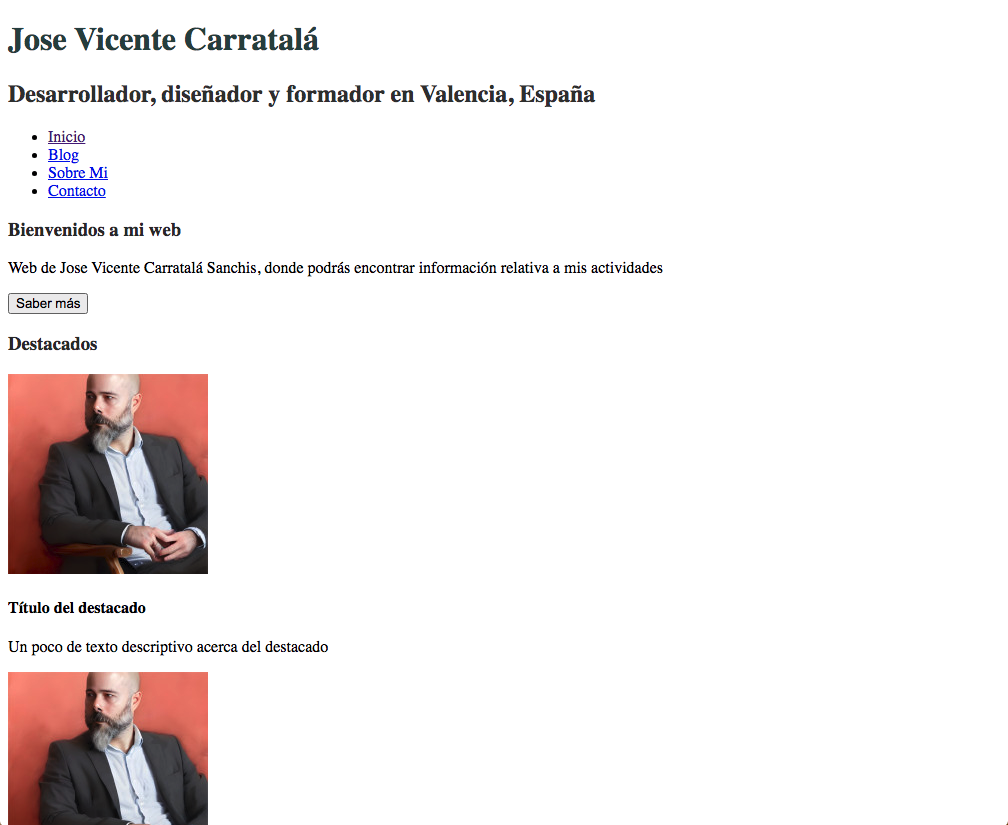 Jose Vicente Carratalá
Desarrollador, diseñador y formador en Valencia, España
Inicio
Blog
Sobre Mi
Contacto
Bienvenidos a mi web
Web de Jose Vicente Carratalá Sanchis, donde podrás encontrar información relativa a mis actividades
Saber más
Destacados
Título del destacado
Un poco de texto descriptivo acerca del destacado